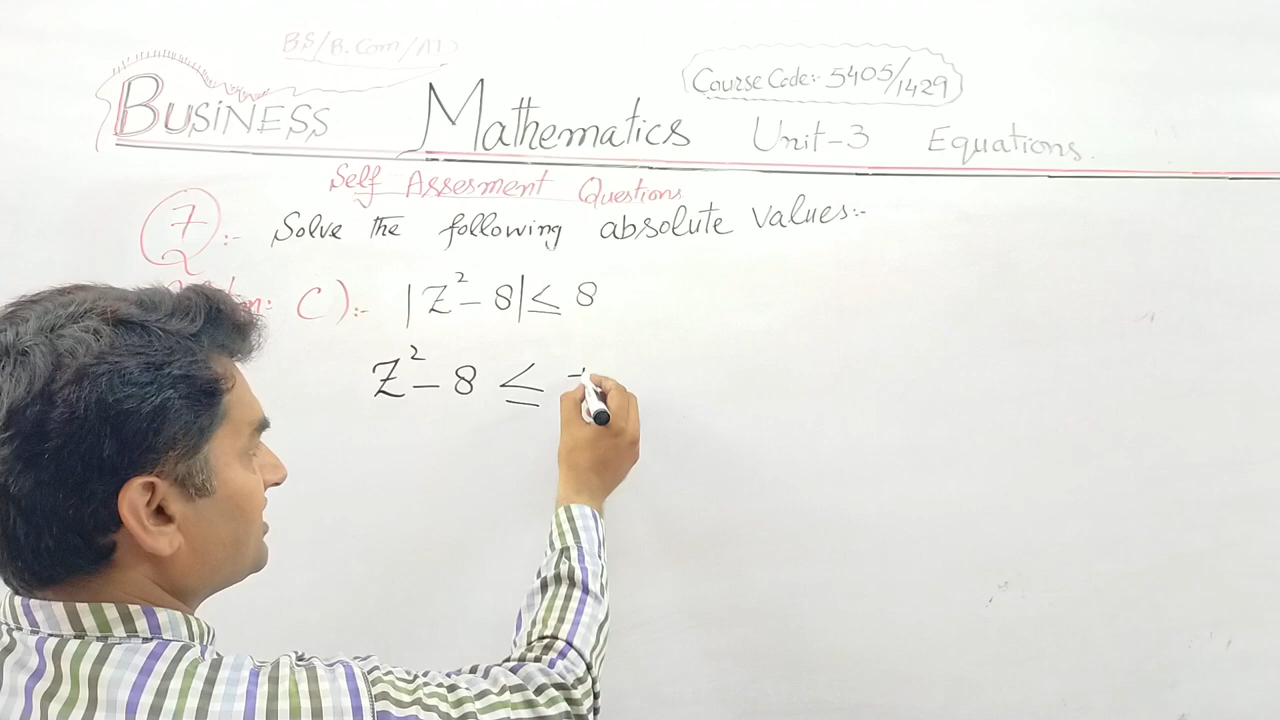 BS/B.Com/AD
BUSINESS Mathematics Unit-3 Equations.
Course Code:- 5405/1429
Self Assesment Questions
Q 7 :- Solve the following absolute values:-
C):- |Z²-8| ≤ 8
Z²-8 ≤